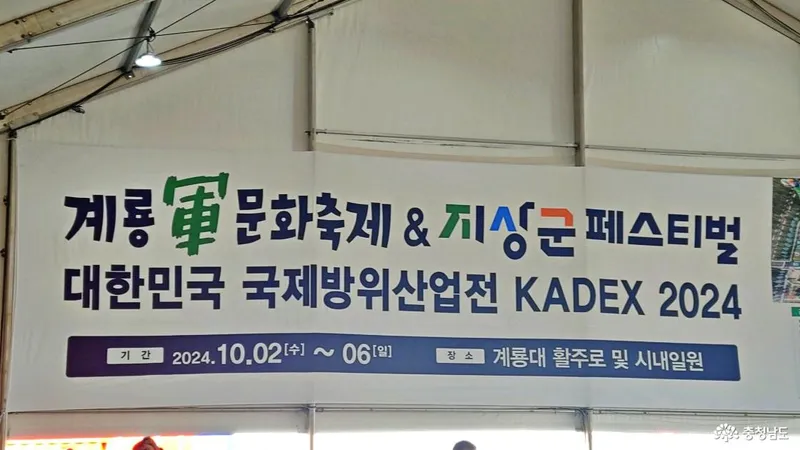 계룡軍문화축제 & 지상군페스티벌
대한민국 국제방위산업전 KADEX 2024
기간 2024.10.02[수] ~ 06[일] 장소 계룡대 활주로 및 시내일원
충청남도